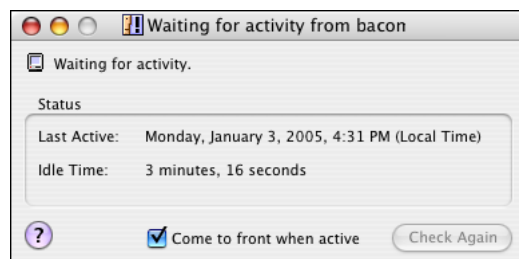 Waiting for activity from bacon
Waiting for activity.
Status
Last Active: Monday, January 3, 2005, 4:31 PM (Local Time)
Idle Time: 3 minutes, 16 seconds
? Come to front when active Check Again